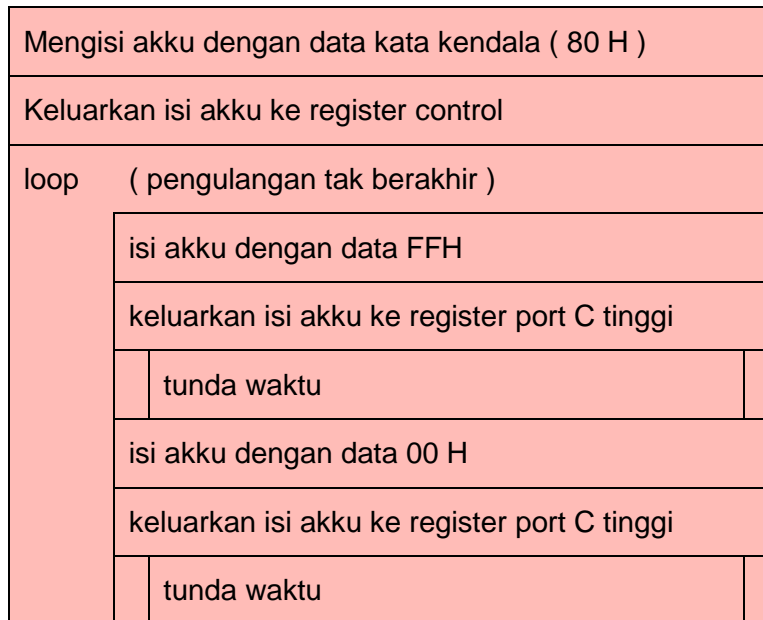 Mengisi akku dengan data kata kendala ( 80 H )
Keluarkan isi akku ke register control
loop ( pengulangan tak berakhir )
isi akku dengan data FFH
keluarkan isi akku ke register port C tinggi
tunda waktu
isi akku dengan data 00 H
keluarkan isi akku ke register port C tinggi
tunda waktu